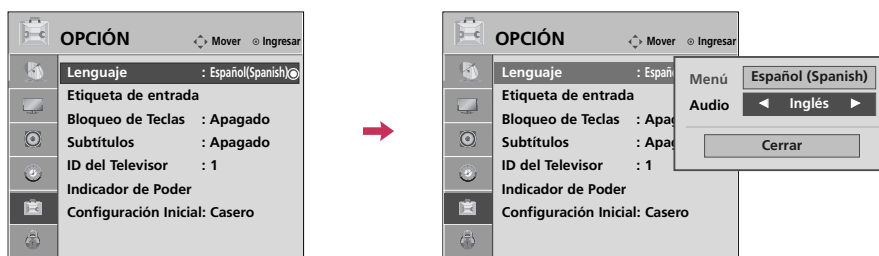 OPCIÓN Mover Ingresar
Lenguaje : Español(Spanish)
Etiqueta de entrada
Bloqueo de Teclas : Apagado
Subtítulos : Apagado
ID del Televisor : 1
Indicador de Poder
Configuración Inicial: Casero
OPCIÓN Mover Ingresar
Lenguaje : Españ
Etiqueta de entrada
Bloqueo de Teclas : Apag
Subtítulos : Apag
ID del Televisor : 1
Indicador de Poder
Configuración Inicial: Casero
Menú Español (Spanish)
Audio ◄ Inglés ►
Cerrar